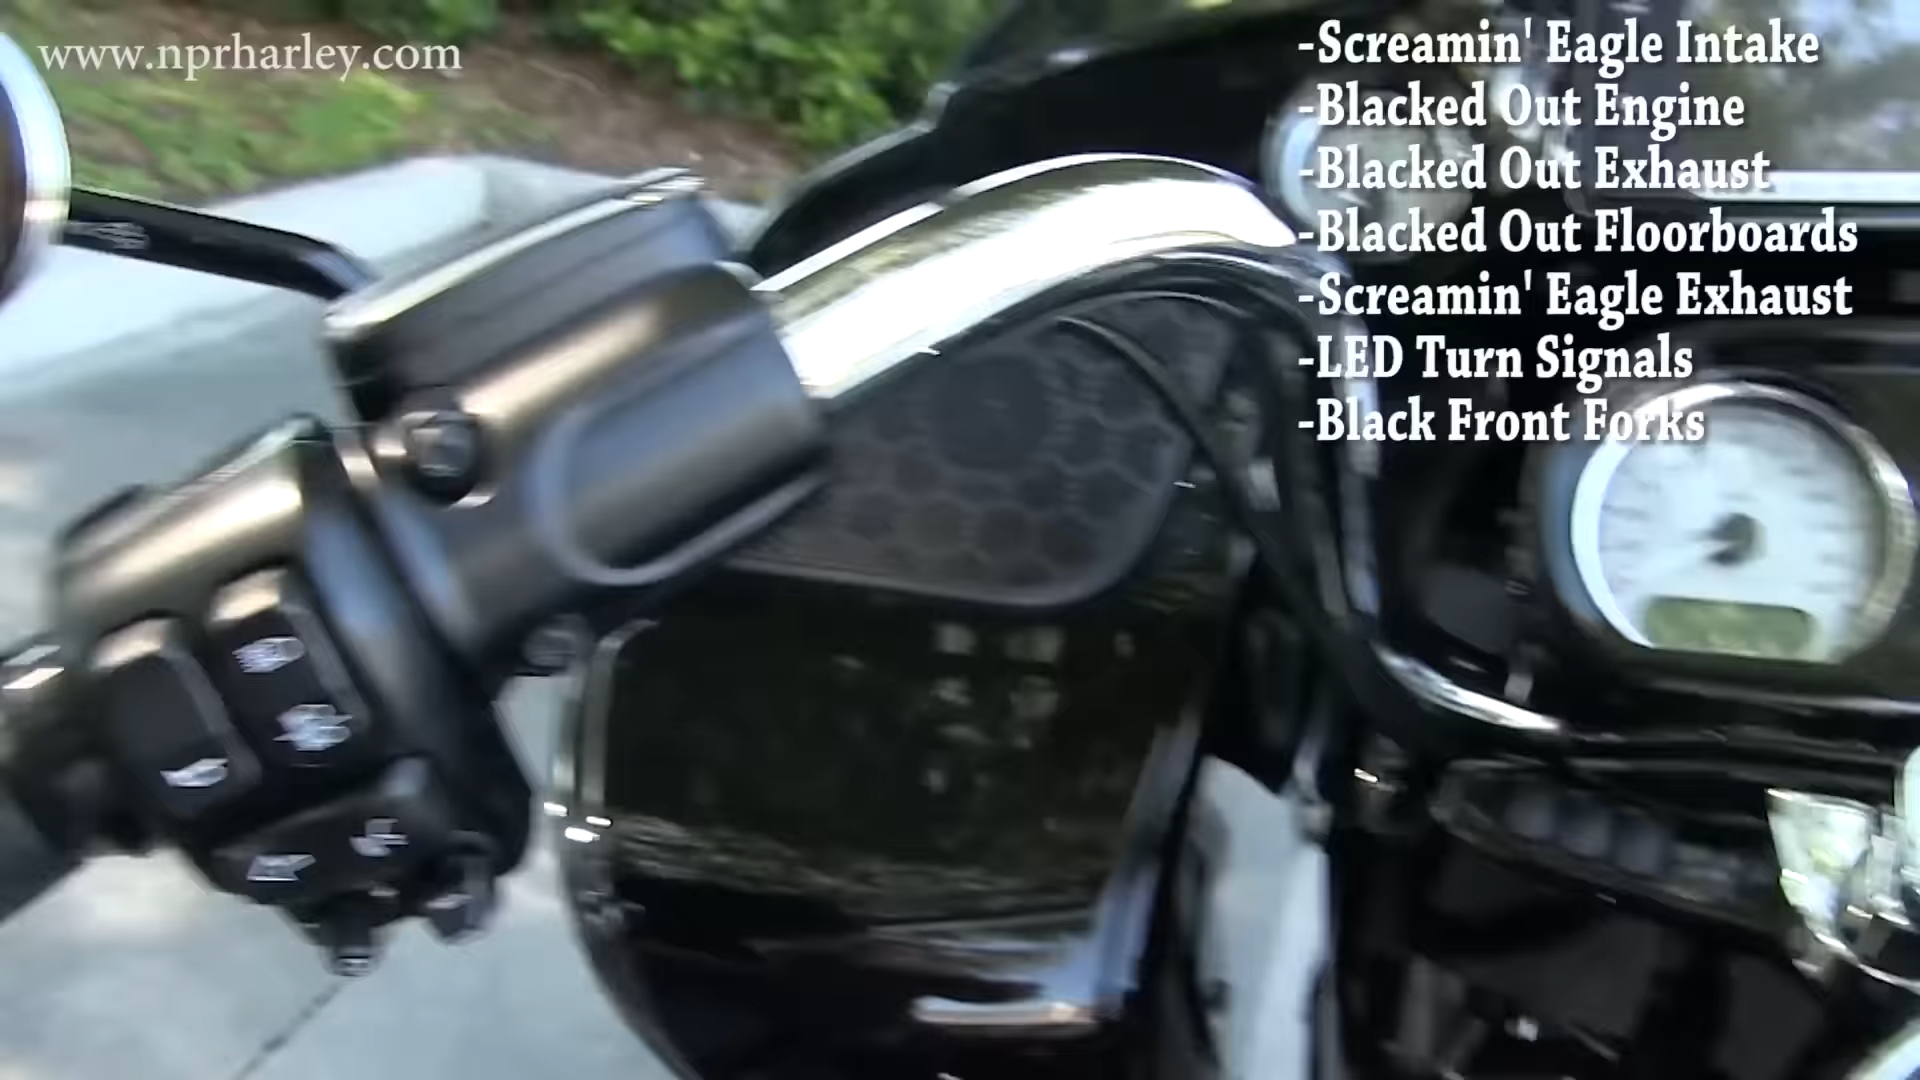 www.nprharley.com
-Screamin' Eagle Intake
-Blacked Out Engine
-Blacked Out Exhaust
-Blacked Out Floorboards
-Screamin' Eagle Exhaust
-LED Turn Signals
-Black Front Forks